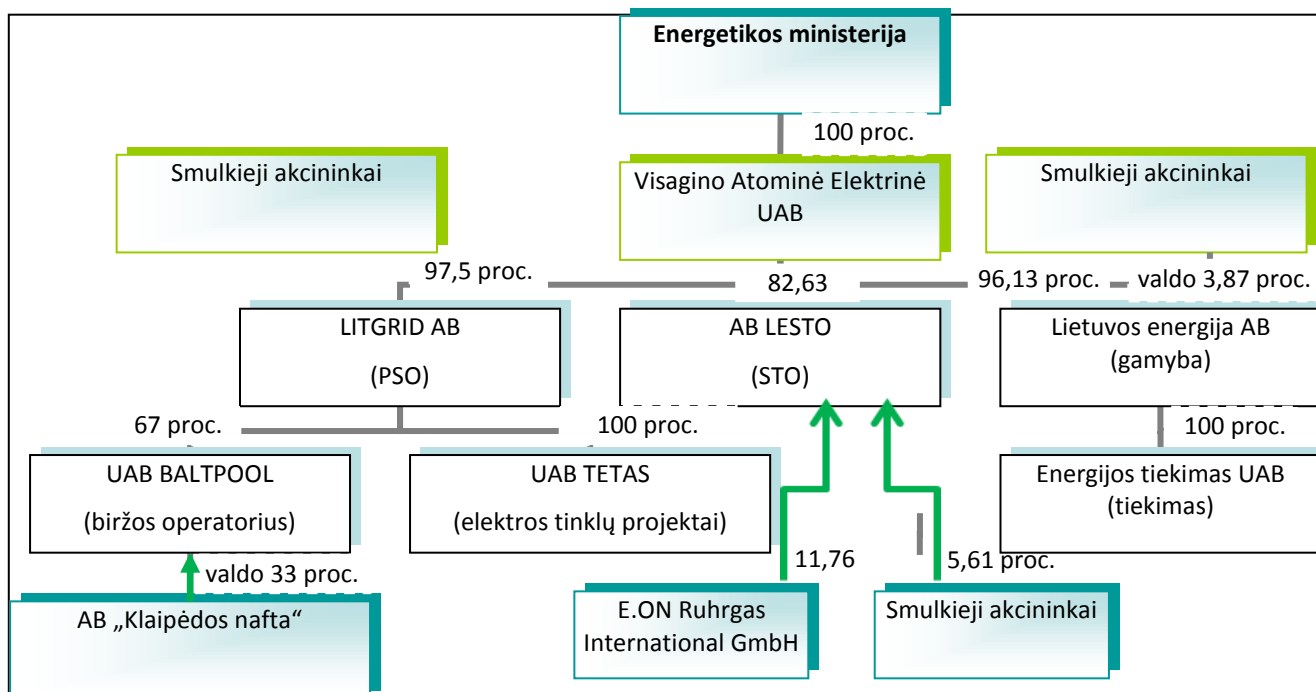 Energetikos ministerija
100 proc.
Smulkieji akcininkai
Visagino Atominė Elektrinė
UAB
Smulkieji akcininkai
97,5 proc.
82,63
96,13 proc.
valdo 3,87 proc.
LITGRID AB
(PSO)
AB LESTO
(STO)
Lietuvos energija AB
(gamyba)
67 proc.
100 proc.
100 proc.
UAB BALTPOOL
(biržos operatorius)
UAB TETAS
(elektros tinklų projektai)
Energijos tiekimas UAB
(tiekimas)
valdo 33 proc.
11,76
5,61 proc.
AB „Klaipėdos nafta“
E.ON Ruhrgas
International GmbH
Smulkieji akcininkai